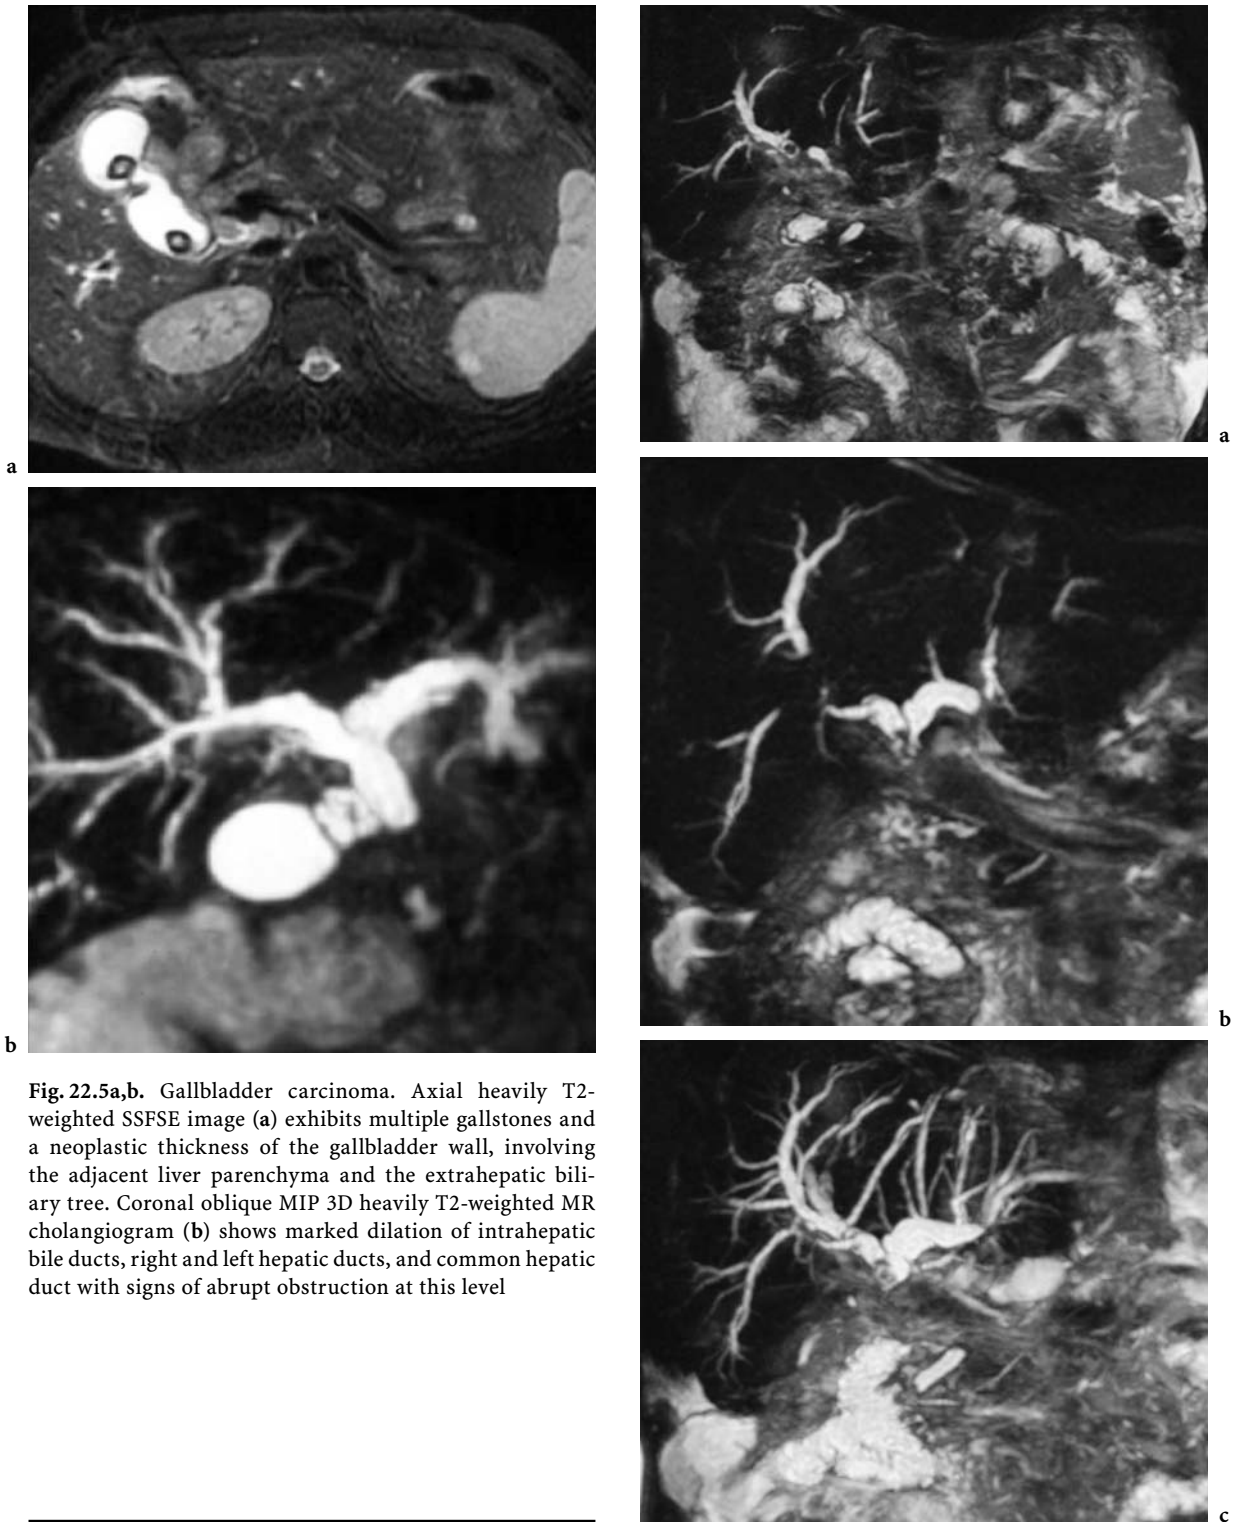 a
a
b
b
Fig. 22.5a,b. Gallbladder carcinoma. Axial heavily T2-
weighted SSFSE image (a) exhibits multiple gallstones and
a neoplastic thickness of the gallbladder wall, involving
the adjacent liver parenchyma and the extrahepatic bili-
ary tree. Coronal oblique MIP 3D heavily T2-weighted MR
cholangiogram (b) shows marked dilation of intrahepatic
bile ducts, right and left hepatic ducts, and common hepatic
duct with signs of abrupt obstruction at this level
c